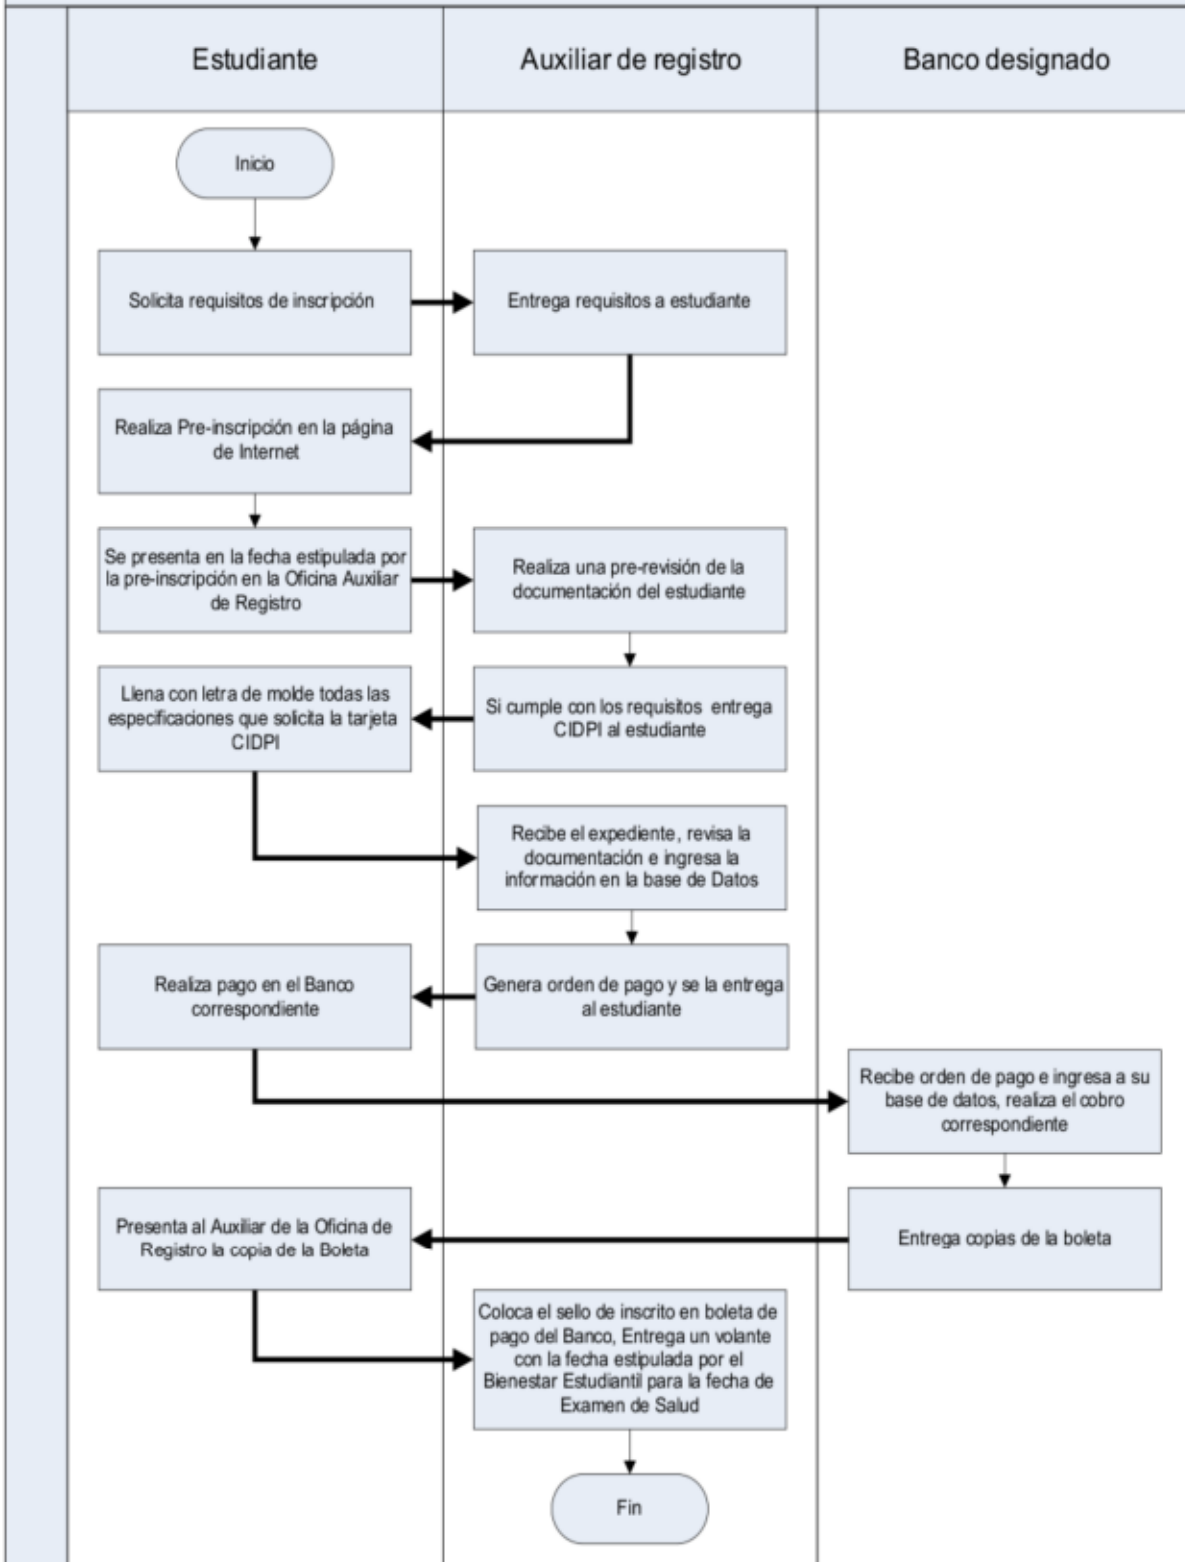 Estudiante
Auxiliar de registro
Banco designado
Inicio
Solicita requisitos de inscripción
Entrega requisitos a estudiante
Realiza Pre-inscripción en la página
de Internet
Se presenta en la fecha estipulada por
la pre-inscripción en la Oficina Auxiliar
de Registro
Realiza una pre-revisión de la
documentación del estudiante
Si cumple con los requisitos entrega
CIDPI al estudiante
Llena con letra de molde todas las
especificaciones que solicita la tarjeta
CIDPI
Recibe el expediente, revisa la
documentación e ingresa la
información en la base de Datos
Genera orden de pago y se la entrega
al estudiante
Realiza pago en el Banco
correspondiente
Recibe orden de pago e ingresa a su
base de datos, realiza el cobro
correspondiente
Entrega copias de la boleta
Presenta al Auxiliar de la Oficina de
Registro la copia de la Boleta
Coloca el sello de inscrito en boleta de
pago del Banco, Entrega un volante
con la fecha estipulada por el
Bienestar Estudiantil para la fecha de
Examen de Salud
Fin